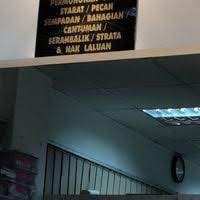 SYARAT / PECAH
SEMPADAN / BAHAGIAN /
CANTUMAN /
SERAHBALIK / STRATA
& HAK LALUAN